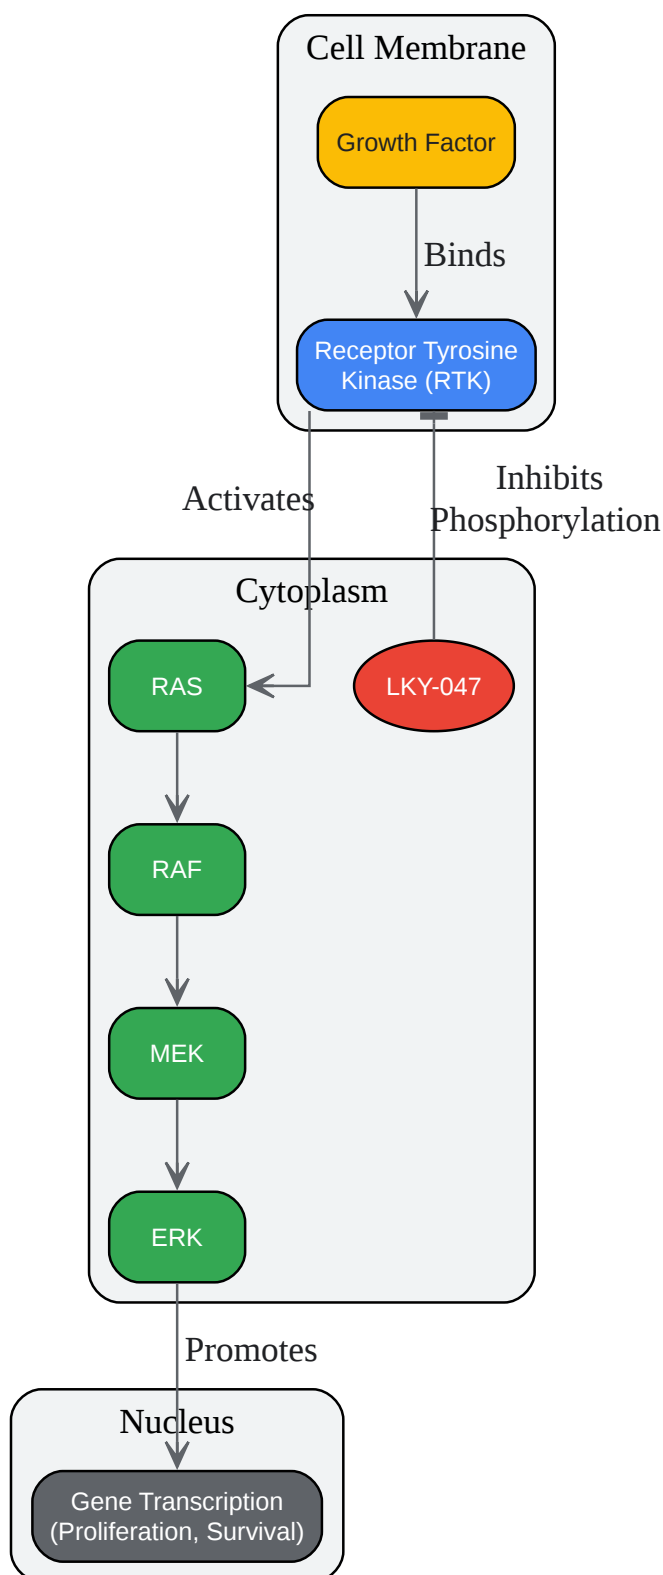 Cell Membrane
Growth Factor
Binds
Receptor Tyrosine
Kinase (RTK)
Activates
Inhibits
Phosphorylation
Cytoplasm
RAS
LKY-047
RAF
MEK
ERK
Promotes
Nucleus
Gene Transcription
(Proliferation, Survival)